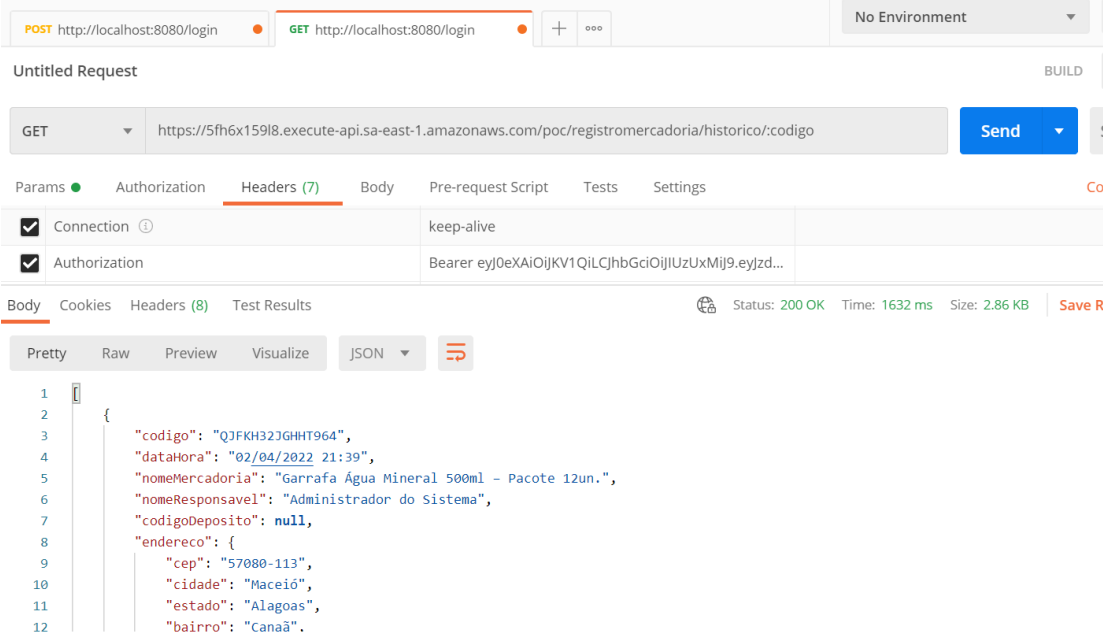 POST http://localhost:8080/login GET http://localhost:8080/login No Environment
Untitled Request BUILD
GET https://5fh6x159l8.execute-api.sa-east-1.amazonaws.com/poc/registromercadoria/historico/:codigo Send
Params Authorization Headers (7) Body Pre-request Script Tests Settings Co
Connection keep-alive
Authorization Bearer eyJ0eXAiOiJKV1QiLCJhbGciOiJIUzUxMiJ9.eyJzd...
Body Cookies Headers (8) Test Results Status: 200 OK Time: 1632 ms Size: 2.86 KB Save R
Pretty Raw Preview Visualize JSON
1 [
2 {
3 "codigo": "QJFKH32JGHHT964",
4 "dataHora": "02/04/2022 21:39",
5 "nomeMercadoria": "Garrafa Água Mineral 500ml – Pacote 12un.",
6 "nomeResponsavel": "Administrador do Sistema",
7 "codigoDeposito": null,
8 "endereco": {
9 "cep": "57080-113",
10 "cidade": "Maceió",
11 "estado": "Alagoas",
12 "bairro": "Canaã",